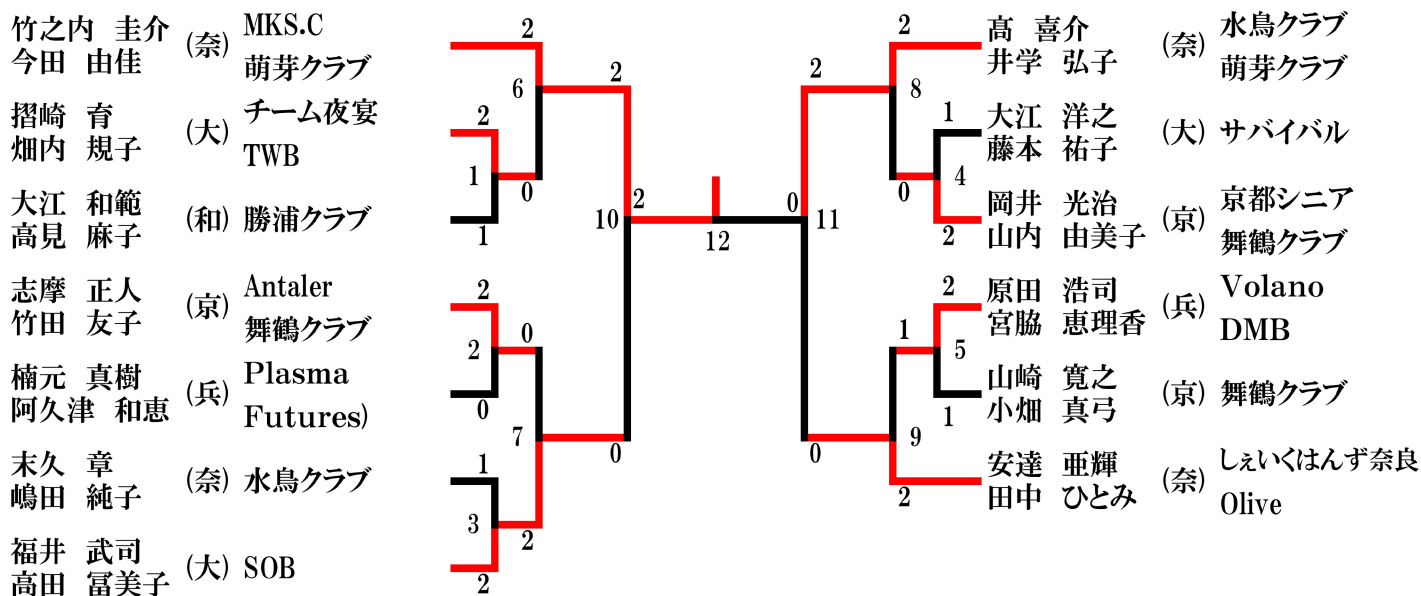 竹之内 圭介
今田 由佳
(奈)
MKS.C
萌芽クラブ
摺崎 育
畑内 規子
(大)
チーム夜宴
TWB
大江 和範
高見 麻子
(和)
勝浦クラブ
志摩 正人
竹田 友子
(京)
Antaler
舞鶴クラブ
楠元 真樹
阿久津 和恵
(兵)
Plasma
Futures)
末久 章
嶋田 純子
(奈)
水鳥クラブ
福井 武司
高田 冨美子
(大)
SOB
2
6
2
2
1
0
1
2
0
2
0
7
1
3
2
2
0
10
2
12
0
11
2
2
8
1
4
0
2
2
1
5
1
9
0
2
髙 喜介
井学 弘子
(奈)
水鳥クラブ
萌芽クラブ
大江 洋之
藤本 祐子
(大)
サバイバル
岡井 光治
山内 由美子
(京)
京都シニア
舞鶴クラブ
原田 浩司
宮脇 恵理香
(兵)
Volano
DMB
山崎 寛之
小畑 真弓
(京)
舞鶴クラブ
安達 亜輝
田中 ひとみ
(奈)
しぇいくはんず奈良
Olive